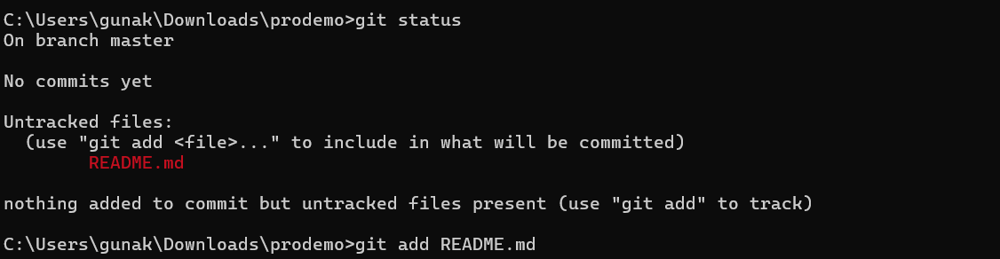 C:\Users\gunak\Downloads\prodemo>git status
On branch master
No commits yet
Untracked files:
  (use "git add <file>..." to include in what will be committed)
        README.md
nothing added to commit but untracked files present (use "git add" to track)
C:\Users\gunak\Downloads\prodemo>git add README.md